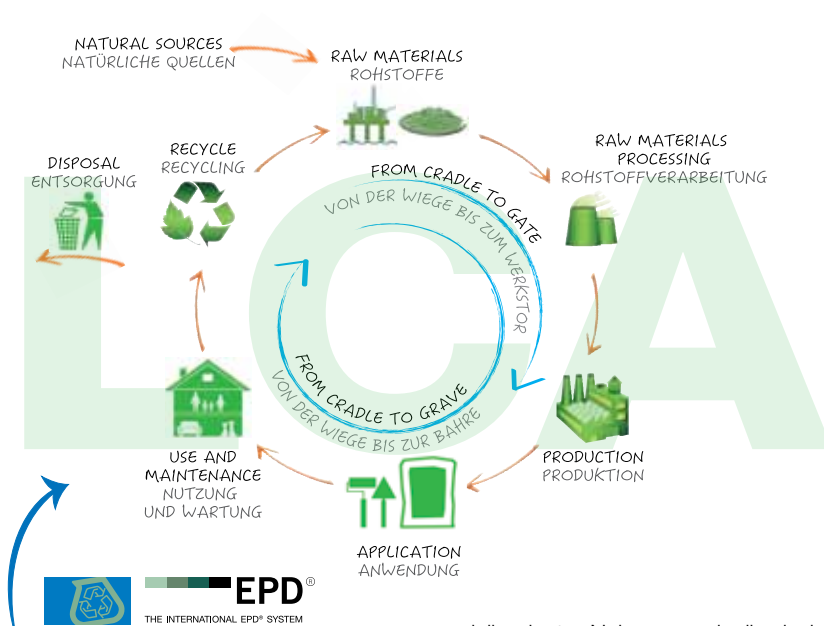 NATURAL SOURCES
NATÜRLICHE QUELLEN
RAW MATERIALS
ROHSTOFFE
RAW MATERIALS
PROCESSING
ROHSTOFFVERARBEITUNG
RECYCLE
RECYCLING
DISPOSAL
ENTSORGUNG
FROM CRADLE TO GATE
VON DER WIEGE BIS ZUM WERKSTOR
LCA
FROM CRADLE TO GRAVE
VON DER WIEGE BIS ZUR BAHRE
USE AND
MAINTENANCE
NUTZUNG
UND WARTUNG
PRODUCTION
PRODUKTION
APPLICATION
ANWENDUNG
EPD®
THE INTERNATIONAL EPD® SYSTEM